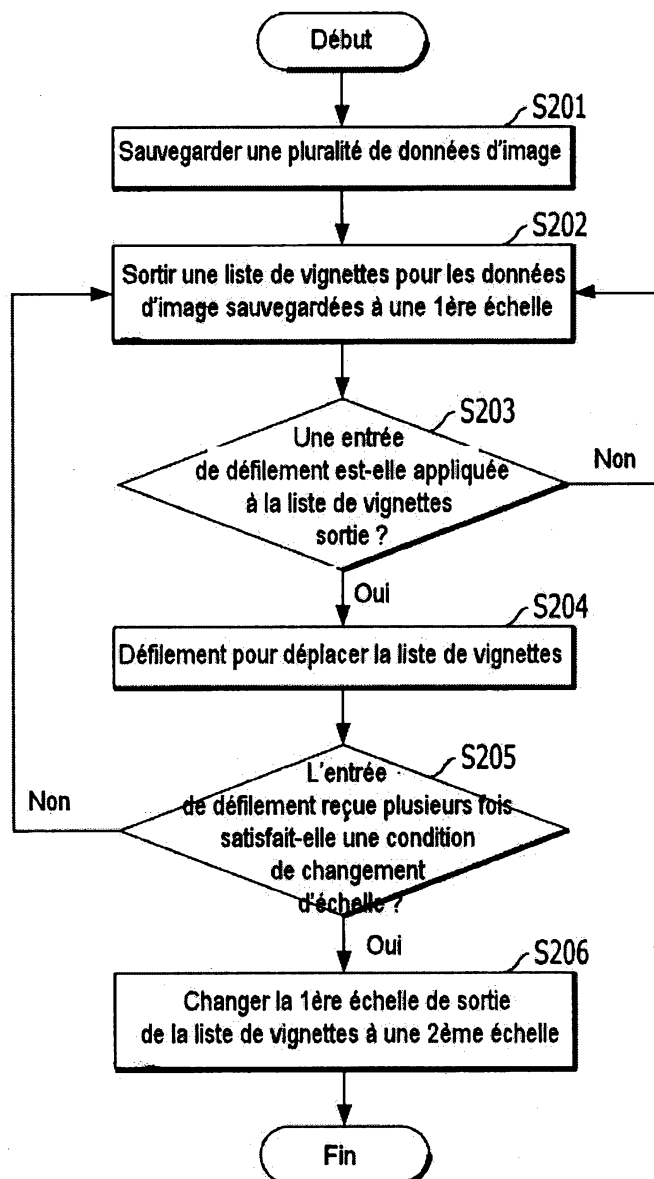 Début
S201
Sauvegarder une pluralité de données d'image
S202
Sortir une liste de vignettes pour les données
d'image sauvegardées à une 1ère échelle
S203
Une entrée
de défilement est-elle appliquée
à la liste de vignettes
sortie ?
Non
Oui
S204
Défilement pour déplacer la liste de vignettes
S205
L'entrée
de défilement reçue plusieurs fois
satisfait-elle une condition
de changement
d'échelle ?
Non
Oui
S206
Changer la 1ère échelle de sortie
de la liste de vignettes à une 2ème échelle
Fin